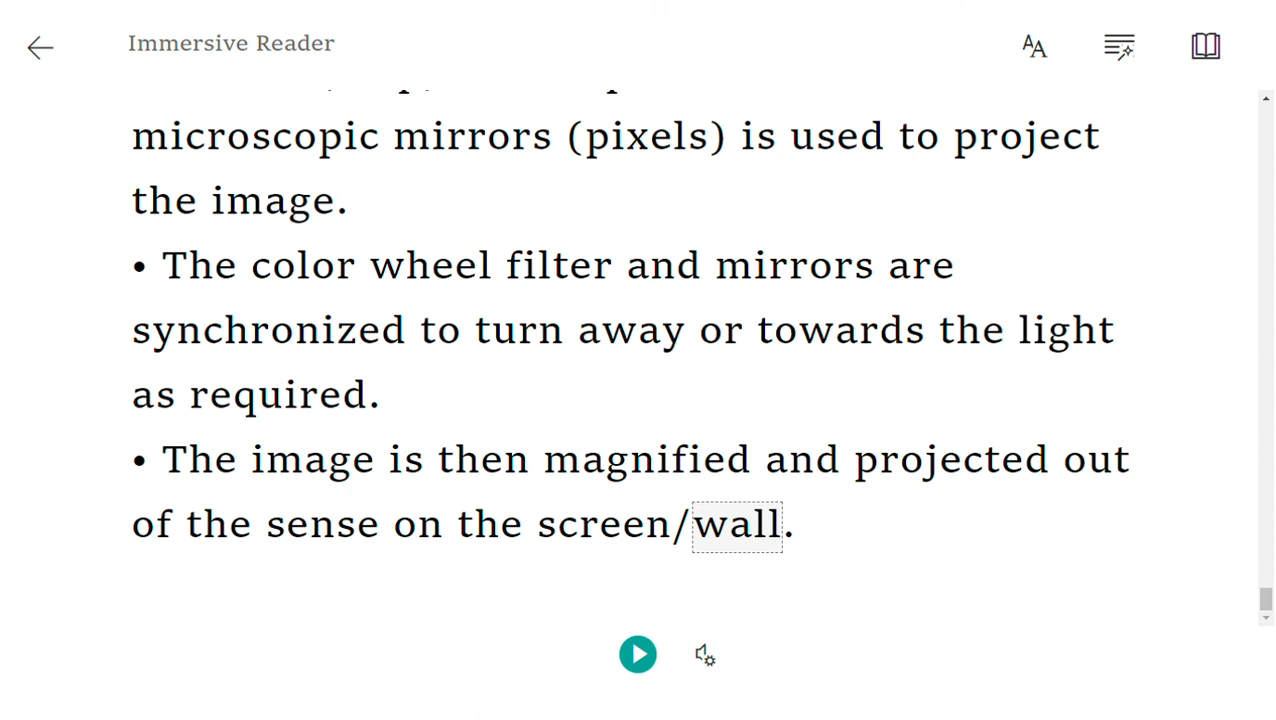 Immersive Reader
microscopic mirrors (pixels) is used to project
the image.
• The color wheel filter and mirrors are
synchronized to turn away or towards the light
as required.
• The image is then magnified and projected out
of the sense on the screen/wall.